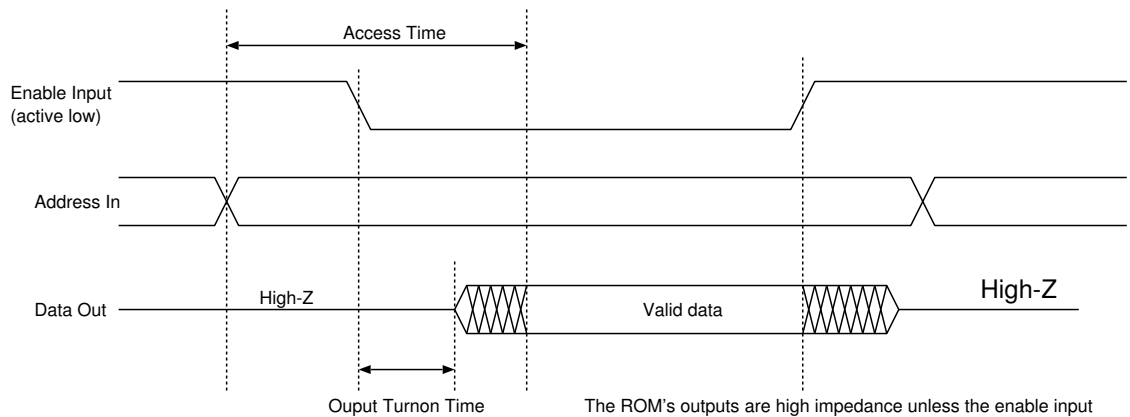 Access Time
Enable Input
(active low)
Address In
High-Z
Data Out
Valid data
High-Z
Ouput Turnon Time
The ROM's outputs are high impedance unless the enable input